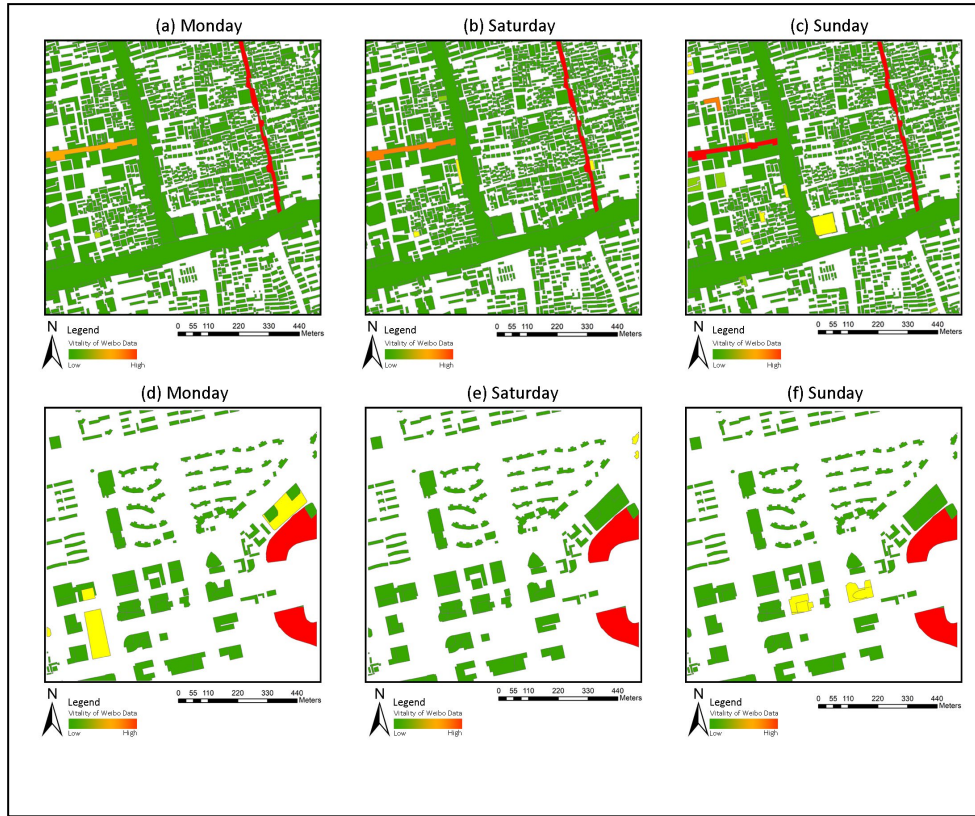 (a) Monday
(b) Saturday
(c) Sunday
N
Legend
Vitality of Weibo Data
Low High
0 55 110 220 330 440
Meters
N
Legend
Vitality of Weibo Data
Low High
0 55 110 220 330 440
Meters
N
Legend
Vitality of Weibo Data
Low High
0 55 110 220 330 440
Meters
(d) Monday
(e) Saturday
(f) Sunday
N
Legend
Vitality of Weibo Data
Low High
0 55 110 220 330 440
Meters
N
Legend
Vitality of Weibo Data
Low High
0 55 110 220 330 440
Meters
N
Legend
Vitality of Weibo Data
Low High
0 55 110 220 330 440
Meters